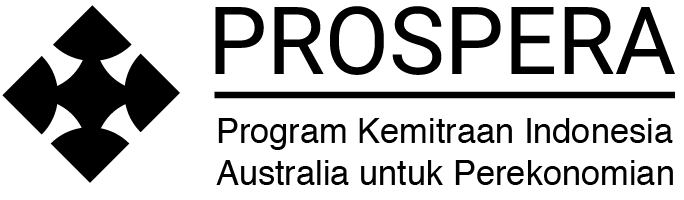 PROSPERA
Program Kemitraan Indonesia
Australia untuk Perekonomian